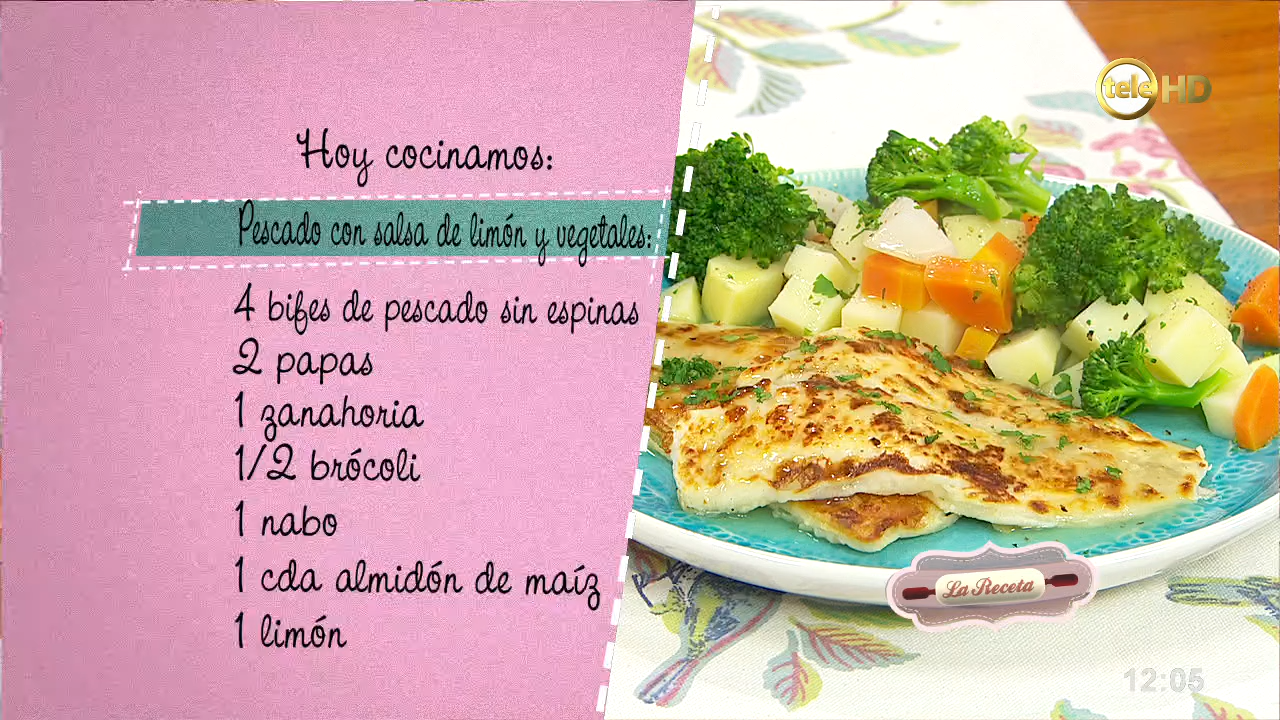 Hoy cocinamos:
Pescado con salsa de limón y vegetales:
4 bifes de pescado sin espinas
2 papas
1 zanahoria
1/2 brócoli
1 nabo
1 cda almidón de maíz
1 limón
tele HD
La Receta
12:05